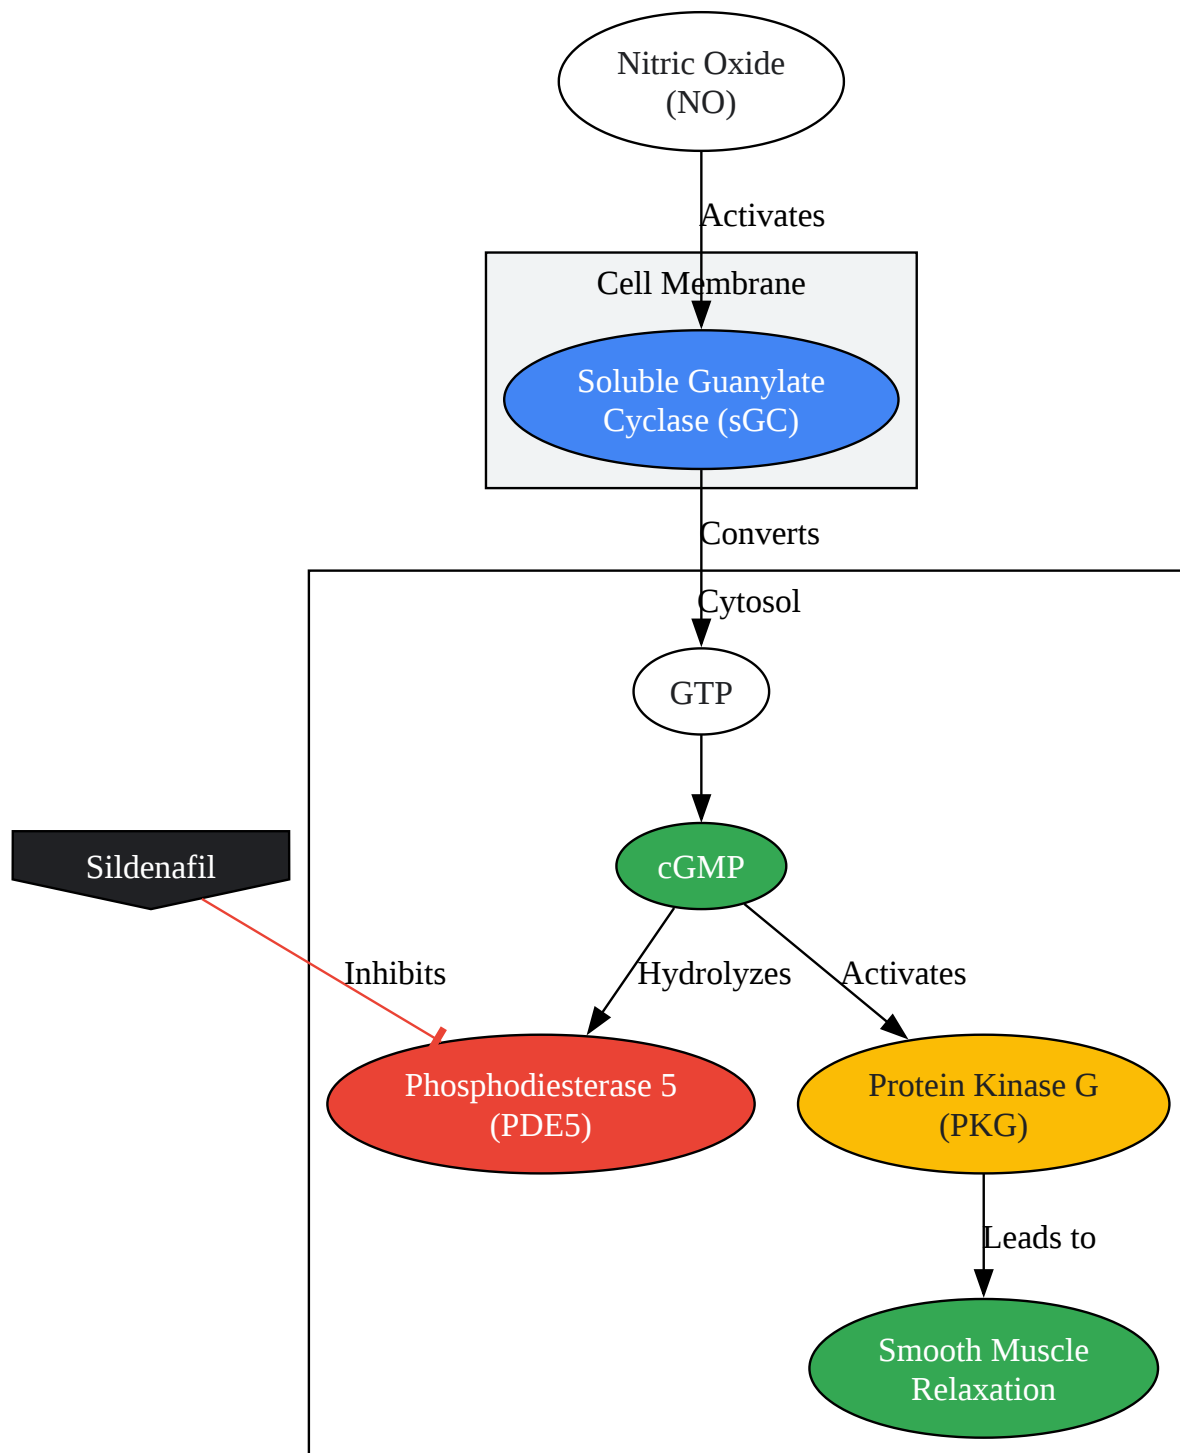 Nitric Oxide
(NO)
Activates
Cell Membrane
Soluble Guanylate
Cyclase (sGC)
Converts
Cytosol
GTP
Sildenafil
cGMP
Inhibits
Hydrolyzes
Activates
Phosphodiesterase 5
(PDE5)
Protein Kinase G
(PKG)
Leads to
Smooth Muscle
Relaxation